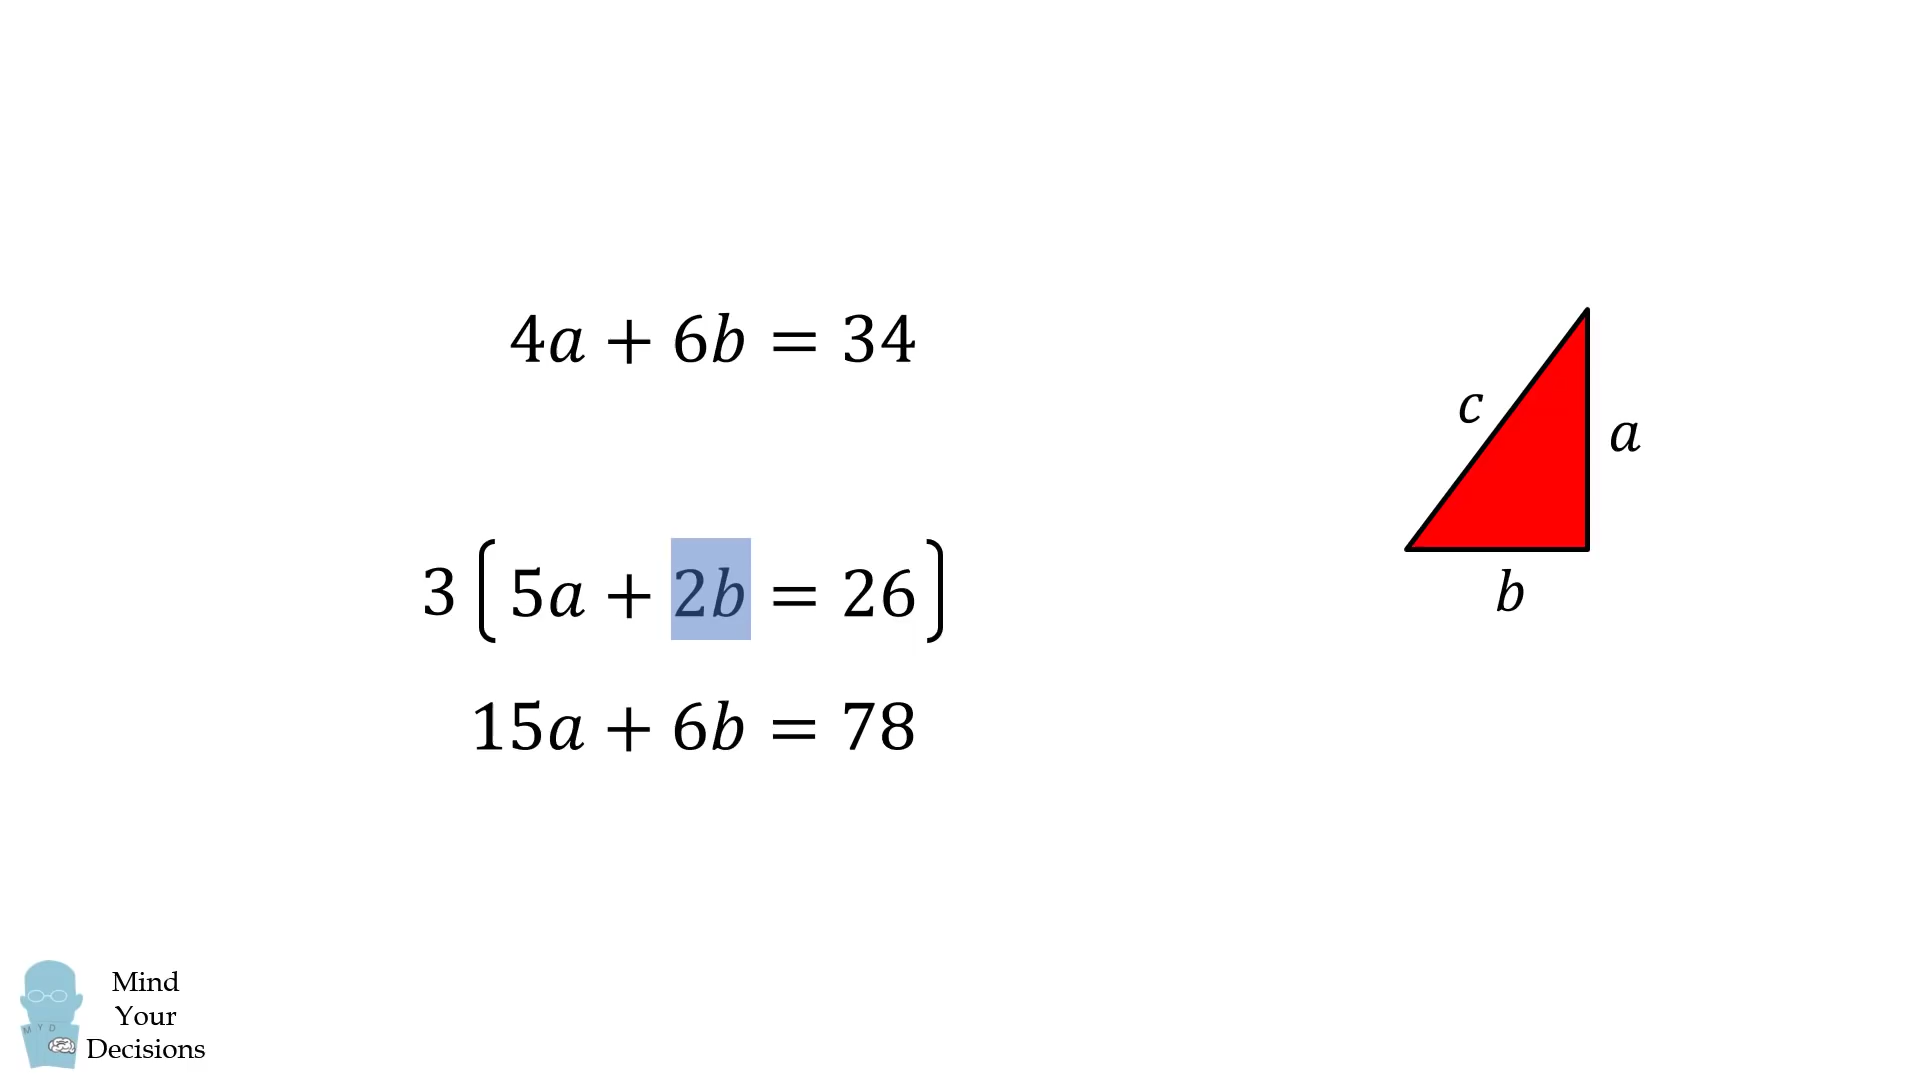 4a + 6b = 34
3 ( 5a + 2b = 26 )
15a + 6b = 78
c
a
b
M Y D
Mind
Your
Decisions